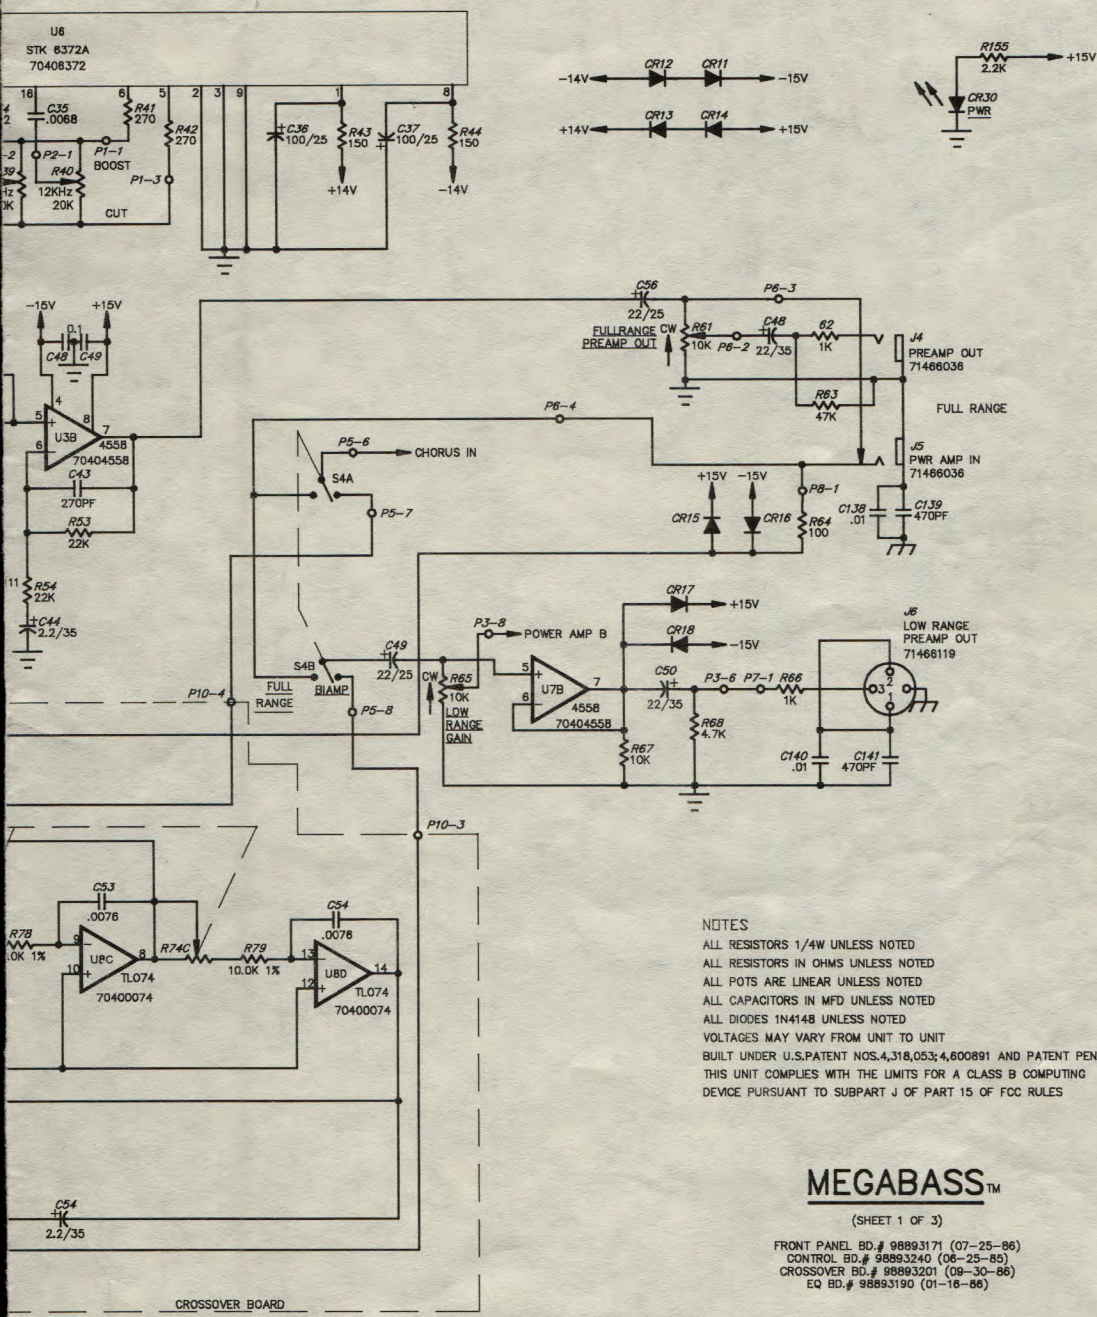 U6
STK 6372A
70406372
16
6
5
2
3
9
1
8
C35
.0068
R41
270
R42
270
C36
100/25
R43
150
C37
100/25
R44
150
P2-1
P1-1
BOOST
R40
12KHz
20K
P1-3
CUT
+14V
-14V
-14V
CR12
CR11
-15V
+14V
CR13
CR14
+15V
R155
2.2K
+15V
CR30
PWR
-15V
+15V
0.1
C48
C49
4
8
5
6
7
U3B
4558
70404558
C43
270PF
R53
22K
11
R54
22K
C44
2.2/35
C56
22/25
P6-3
FULLRANGE
PREAMP OUT
CW
R61
10K
P6-2
C48
22/35
62
1K
R63
47K
J4
PREAMP OUT
71466036
FULL RANGE
J5
PWR AMP IN
71466036
P6-4
P5-6
CHORUS IN
S4A
P5-7
+15V
-15V
CR15
CR16
P8-1
R64
100
C138
.01
C139
470PF
CR17
+15V
CR18
-15V
P3-8
POWER AMP B
S4B
FULL
RANGE
BIAMP
C49
22/25
CW
R65
10K
LOW
RANGE
GAIN
5
6
7
U7B
4558
70404558
C50
22/35
P3-6
P7-1
R66
1K
R68
4.7K
R67
10K
J6
LOW RANGE
PREAMP OUT
71466119
2
3
1
C140
.01
C141
470PF
P10-4
P5-8
P10-3
C53
.0076
R78
.0K 1%
9
10
8
U8C
TL074
70400074
R74C
R79
10.0K 1%
C54
.0076
13
12
14
U8D
TL074
70400074
C54
2.2/35
CROSSOVER BOARD
NOTES
ALL RESISTORS 1/4W UNLESS NOTED
ALL RESISTORS IN OHMS UNLESS NOTED
ALL POTS ARE LINEAR UNLESS NOTED
ALL CAPACITORS IN MFD UNLESS NOTED
ALL DIODES 1N4148 UNLESS NOTED
VOLTAGES MAY VARY FROM UNIT TO UNIT
BUILT UNDER U.S.PATENT NOS.4,318,053;4,600891 AND PATENT PEN
THIS UNIT COMPLIES WITH THE LIMITS FOR A CLASS B COMPUTING
DEVICE PURSUANT TO SUBPART J OF PART 15 OF FCC RULES
MEGABASS TM
(SHEET 1 OF 3)
FRONT PANEL BD.# 98893171 (07-25-86)
CONTROL BD.# 98893240 (06-25-85)
CROSSOVER BD.# 98893201 (09-30-86)
EQ BD.# 98893190 (01-16-86)